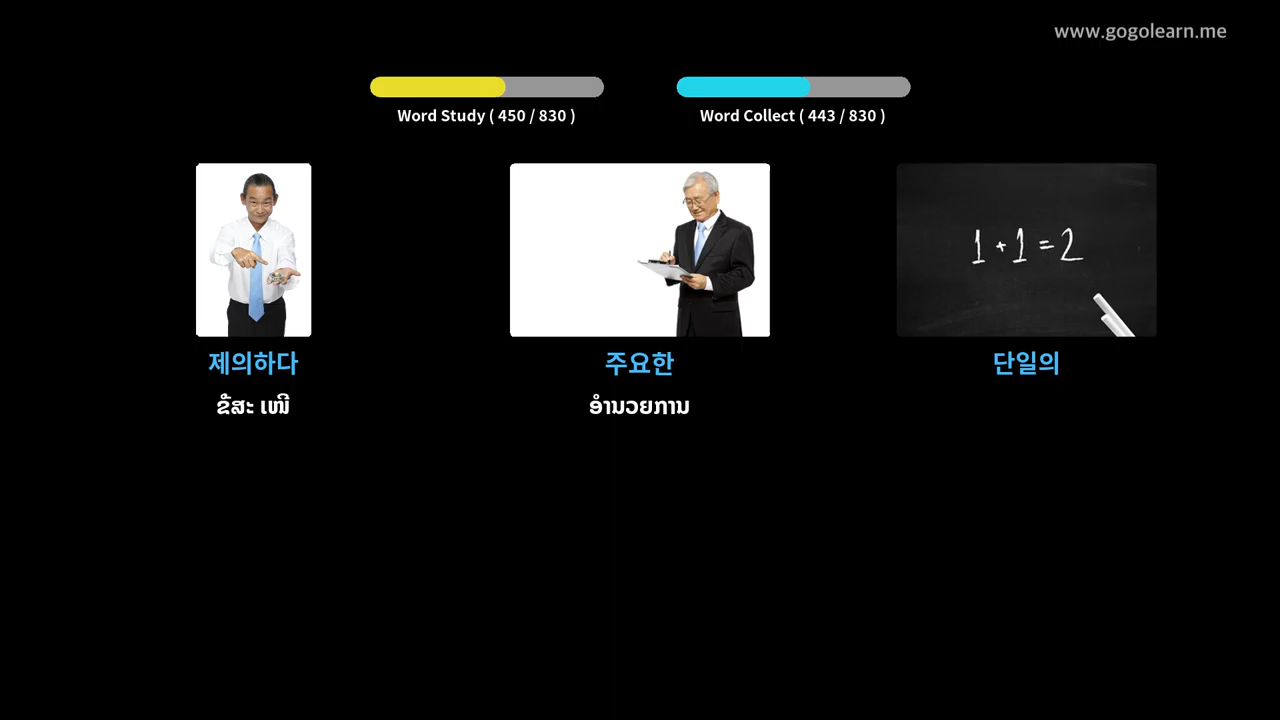 www.gogolearn.me
Word Study ( 450 / 830 )
Word Collect ( 443 / 830 )
1 + 1 = 2
제의하다
주요한
단일의
ຂໍ້ສະ ເໜີ
ອຳນວຍການ